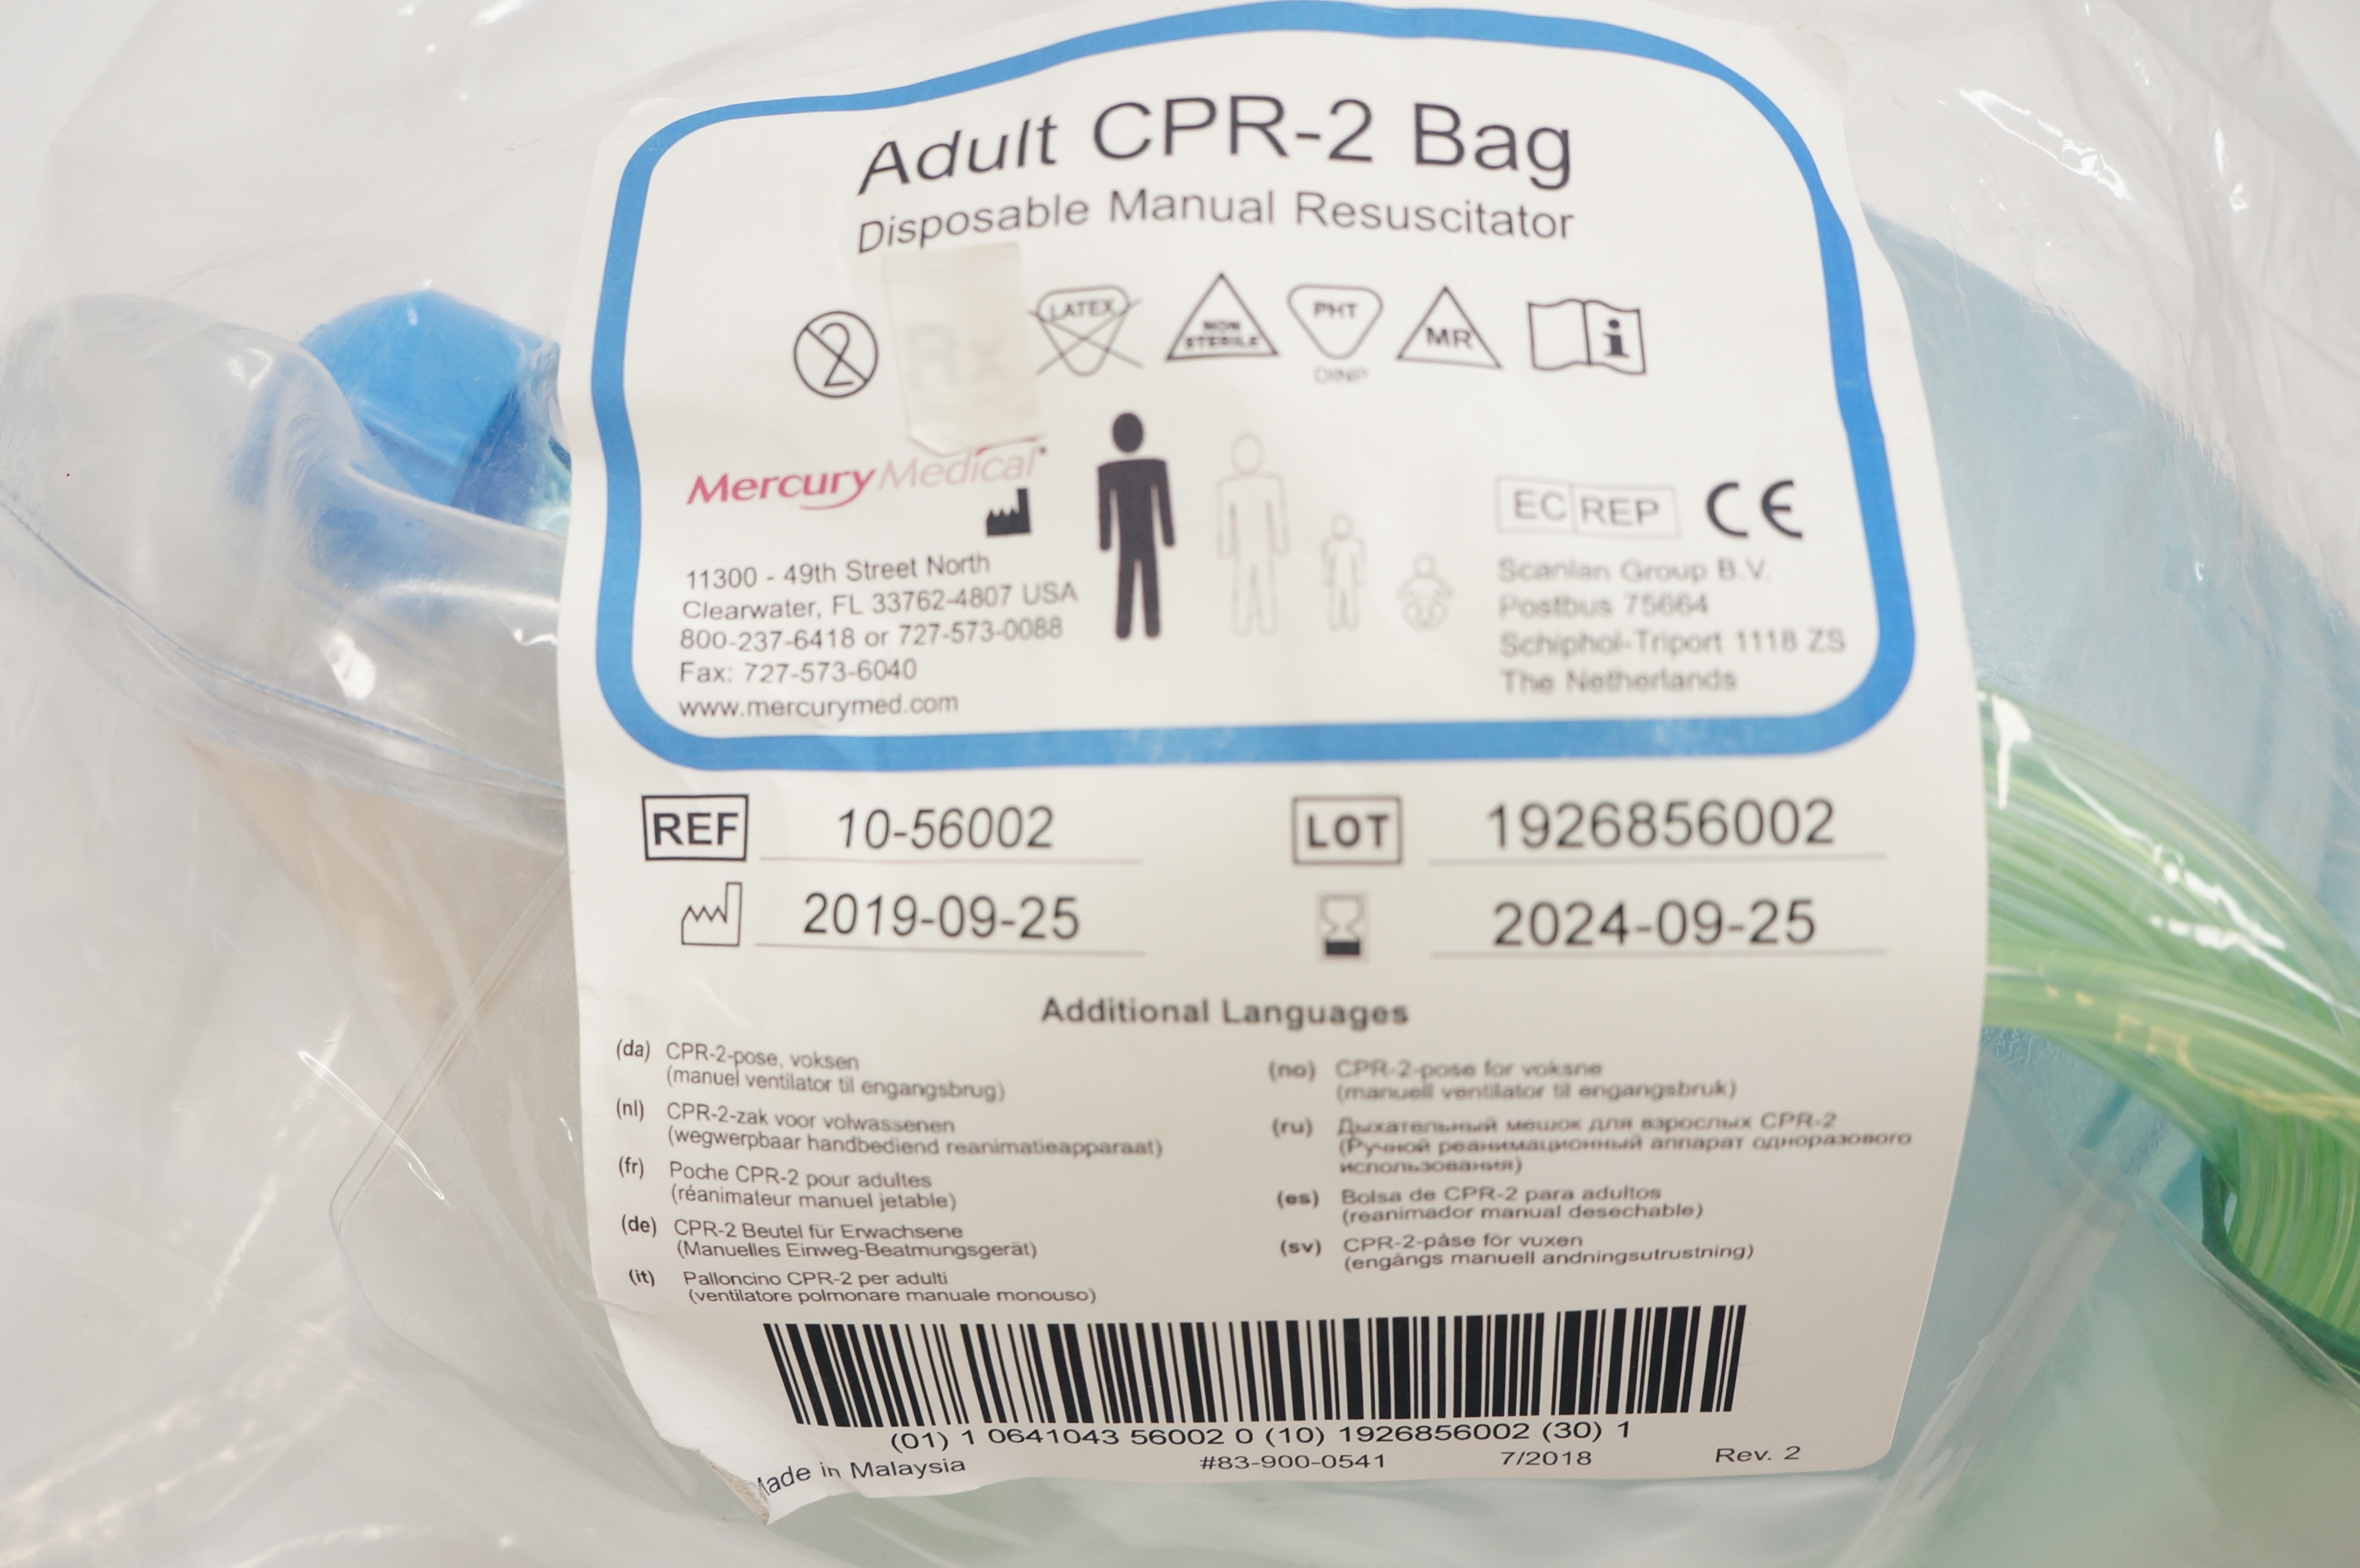 Adult CPR-2 Bag
Disposable Manual Resuscitator
2 Rx LATEX NON STERILE PHT MR i
DINP
MercuryMedical®
EC REP CE
11300 - 49th Street North
Clearwater, FL 33762-4807 USA
800-237-6418 or 727-573-0088
Fax: 727-573-6040
www.mercurymed.com
Scanlan Group B.V.
Postbus 75664
Schiphol-Triport 1118 ZS
The Netherlands
REF 10-56002 LOT 1926856002
2019-09-25 2024-09-25
Additional Languages
(da) CPR-2-pose, voksen
(manuel ventilator til engangsbrug)
(nl) CPR-2-zak voor volwassenen
(wegwerpbaar handbediend reanimatieapparaat)
(fr) Poche CPR-2 pour adultes
(réanimateur manuel jetable)
(de) CPR-2 Beutel für Erwachsene
(Manuelles Einweg-Beatmungsgerät)
(it) Palloncino CPR-2 per adulti
(ventilatore polmonare manuale monouso)
(no) CPR-2-pose for voksne
(manuell ventilator til engangsbruk)
(ru) Дыхательный мешок для взрослых CPR-2
(Ручной реанимационный аппарат одноразового
использования)
(es) Bolsa de CPR-2 para adultos
(reanimador manual desechable)
(sv) CPR-2-påse för vuxen
(engångs manuell andningsutrustning)
(01) 1 0641043 56002 0 (10) 1926856002 (30) 1
Made in Malaysia #83-900-0541 7/2018 Rev. 2